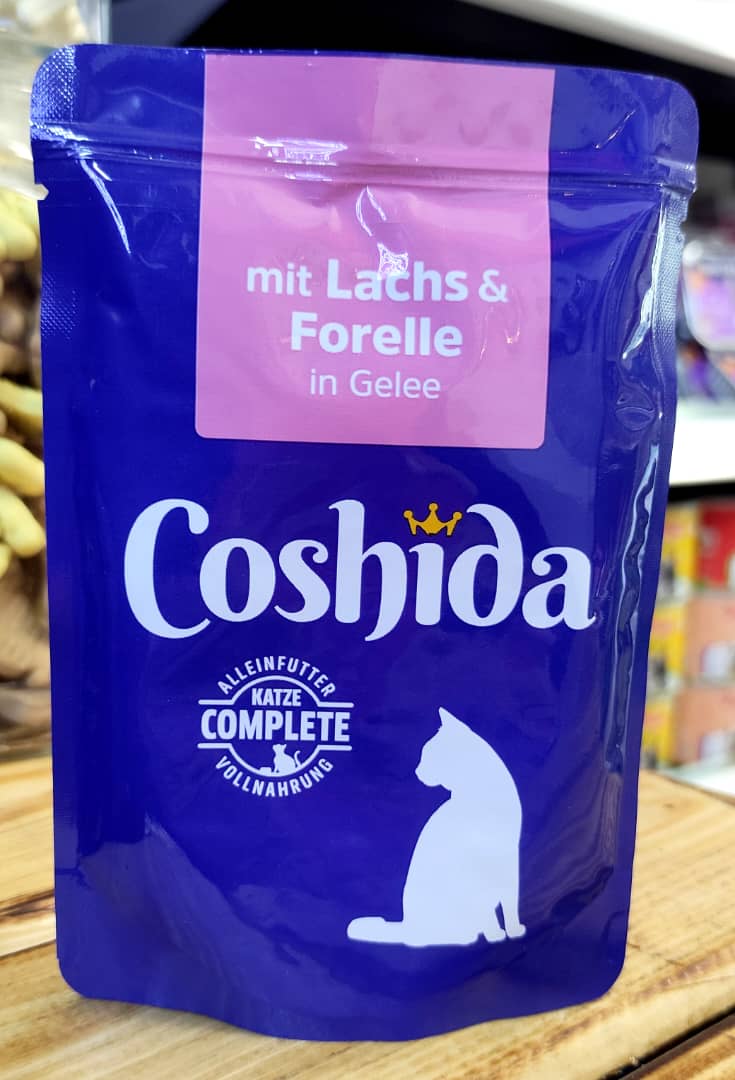 mit Lachs &
Forelle
in Gelee
Coshida
ALLEINFUTTER
KATZE
COMPLETE
VOLLNAHRUNG